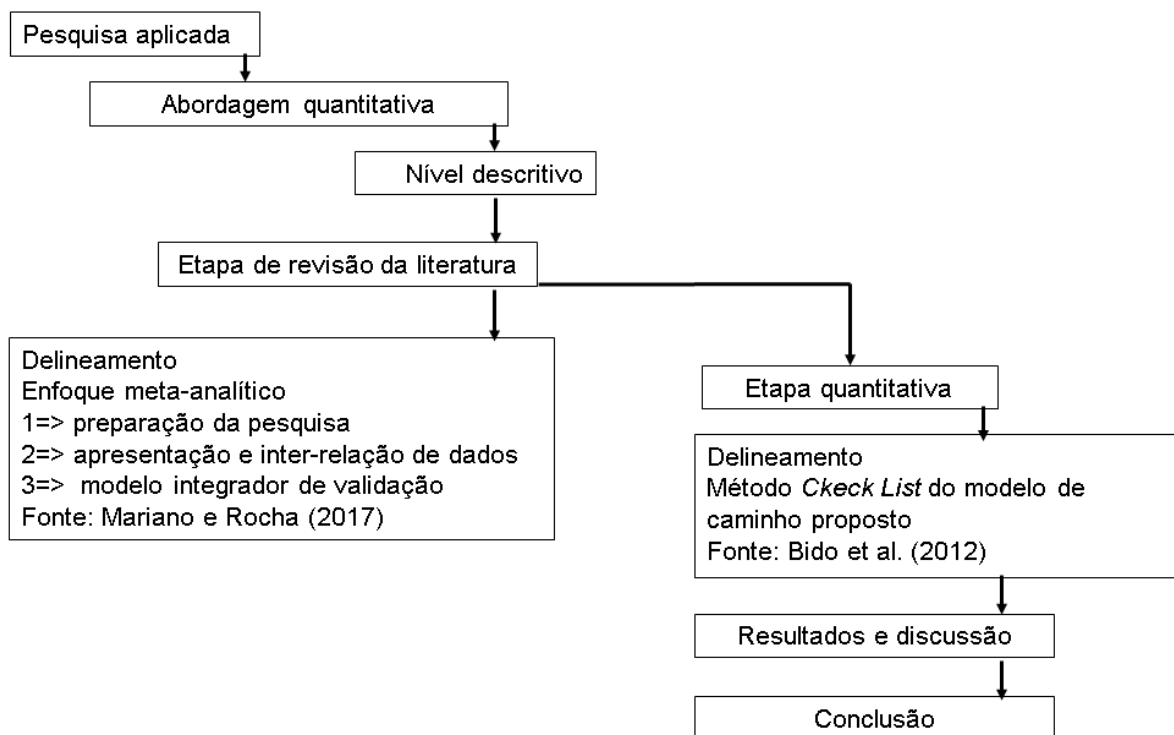 Pesquisa aplicada
Abordagem quantitativa
Nível descritivo
Etapa de revisão da literatura
Delineamento
Enfoque meta-analítico
1=> preparação da pesquisa
2=> apresentação e inter-relação de dados
3=> modelo integrador de validação
Fonte: Mariano e Rocha (2017)
Etapa quantitativa
Delineamento
Método Ckeck List do modelo de
caminho proposto
Fonte: Bido et al. (2012)
Resultados e discussão
Conclusão